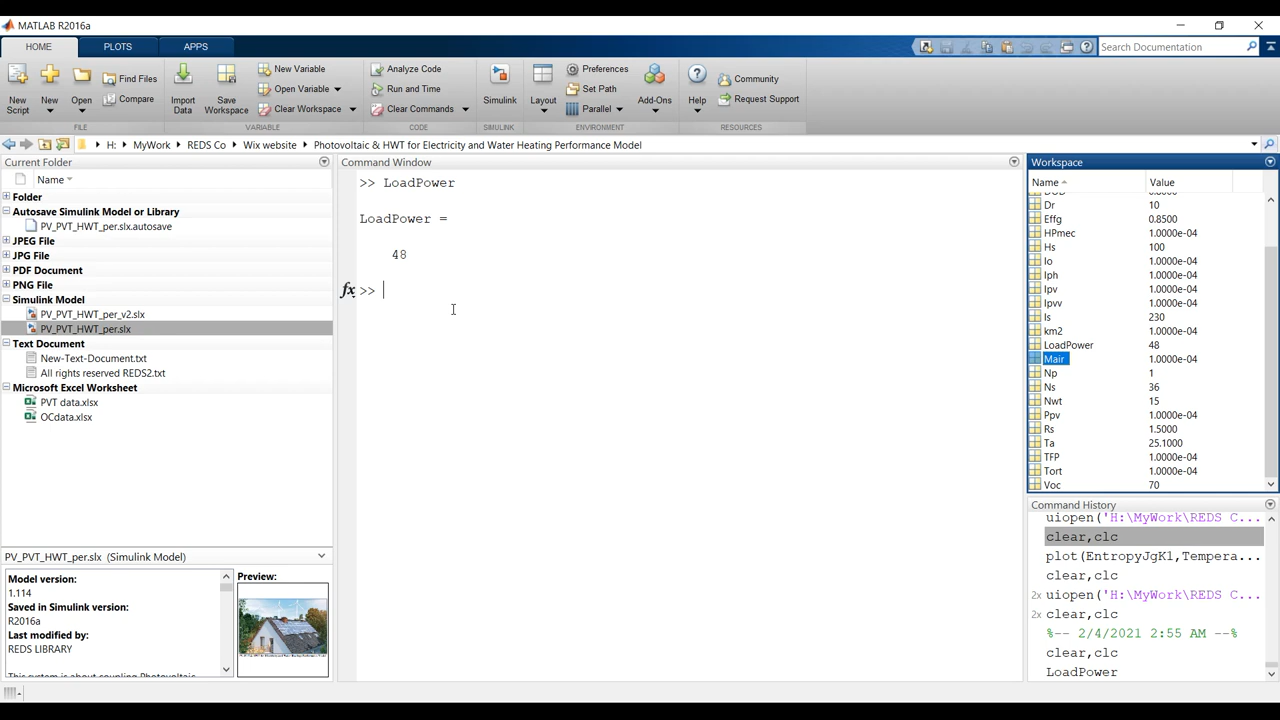 MATLAB R2016a
HOME
PLOTS
APPS
Search Documentation
New Script
New
Open
Find Files
Compare
Import Data
Save Workspace
New Variable
Open Variable
Clear Workspace
Analyze Code
Run and Time
Clear Commands
Simulink
Layout
Preferences
Set Path
Parallel
Add-Ons
Help
Community
Request Support
FILE
VARIABLE
CODE
SIMULINK
ENVIRONMENT
RESOURCES
H: MyWork REDS Co Wix website Photovoltaic & HWT for Electricity and Water Heating Performance Model
Current Folder
Name
Folder
Autosave Simulink Model or Library
PV_PVT_HWT_per.slx.autosave
JPEG File
JPG File
PDF Document
PNG File
Simulink Model
PV_PVT_HWT_per_v2.slx
PV_PVT_HWT_per.slx
Text Document
New-Text-Document.txt
All rights reserved REDS2.txt
Microsoft Excel Worksheet
PVT data.xlsx
OCdata.xlsx
PV_PVT_HWT_per.slx (Simulink Model)
Model version:
1.114
Saved in Simulink version:
R2016a
Last modified by:
REDS LIBRARY
This system is about coupling Photovoltaic
Preview:
Command Window
>> LoadPower
LoadPower =
48
fx >>
Workspace
Name Value
Dr 10
Effg 0.8500
HPmec 1.0000e-04
Hs 100
Io 1.0000e-04
Iph 1.0000e-04
Ipv 1.0000e-04
Ipvv 1.0000e-04
Is 230
km2 1.0000e-04
LoadPower 48
Mair 1.0000e-04
Np 1
Ns 36
Nwt 15
Ppv 1.0000e-04
Rs 1.5000
Ta 25.1000
TFP 1.0000e-04
Tort 1.0000e-04
Voc 70
Command History
uiopen('H:\MyWork\REDS C...
clear,clc
plot(EntropyJgK1,Tempera...
clear,clc
2x uiopen('H:\MyWork\REDS C...
2x clear,clc
%-- 2/4/2021 2:55 AM --%
clear,clc
LoadPower